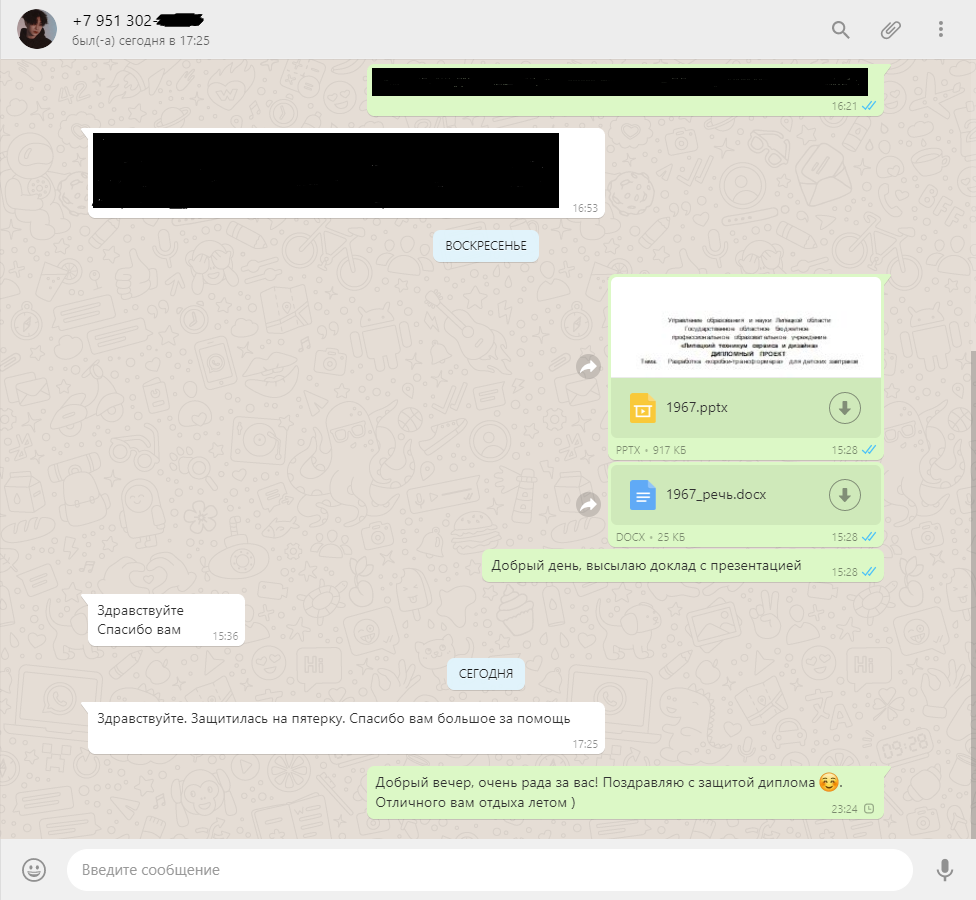 +7 951 302-
был(-а) сегодня в 17:25
16:21
16:53
ВОСКРЕСЕНЬЕ
Управление образования и науки Липецкой области
Государственное областное бюджетное
профессиональное образовательное учреждение
«Липецкий техникум сервиса и дизайна»
ДИПЛОМНЫЙ ПРОЕКТ
Тема: Разработка «коробки-трансформера» для детских завтраков
1967.pptx
PPTX • 917 КБ 15:28
1967_речь.docx
DOCX • 25 КБ 15:28
Добрый день, высылаю доклад с презентацией 15:28
Здравствуйте
Спасибо вам 15:36
СЕГОДНЯ
Здравствуйте. Защитилась на пятерку. Спасибо вам большое за помощь
17:25
Добрый вечер, очень рада за вас! Поздравляю с защитой диплома ☺️.
Отличного вам отдыха летом )
23:24
Введите сообщение